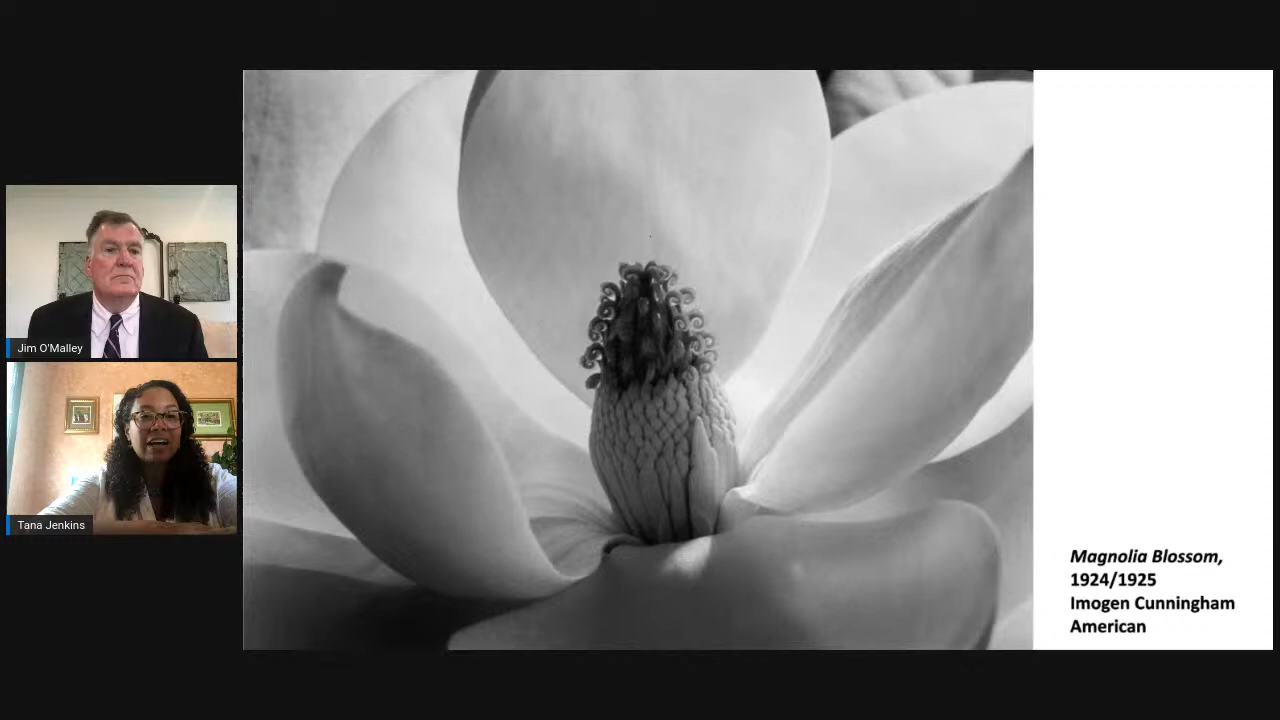 Jim O'Malley
Tana Jenkins
Magnolia Blossom,
1924/1925
Imogen Cunningham
American